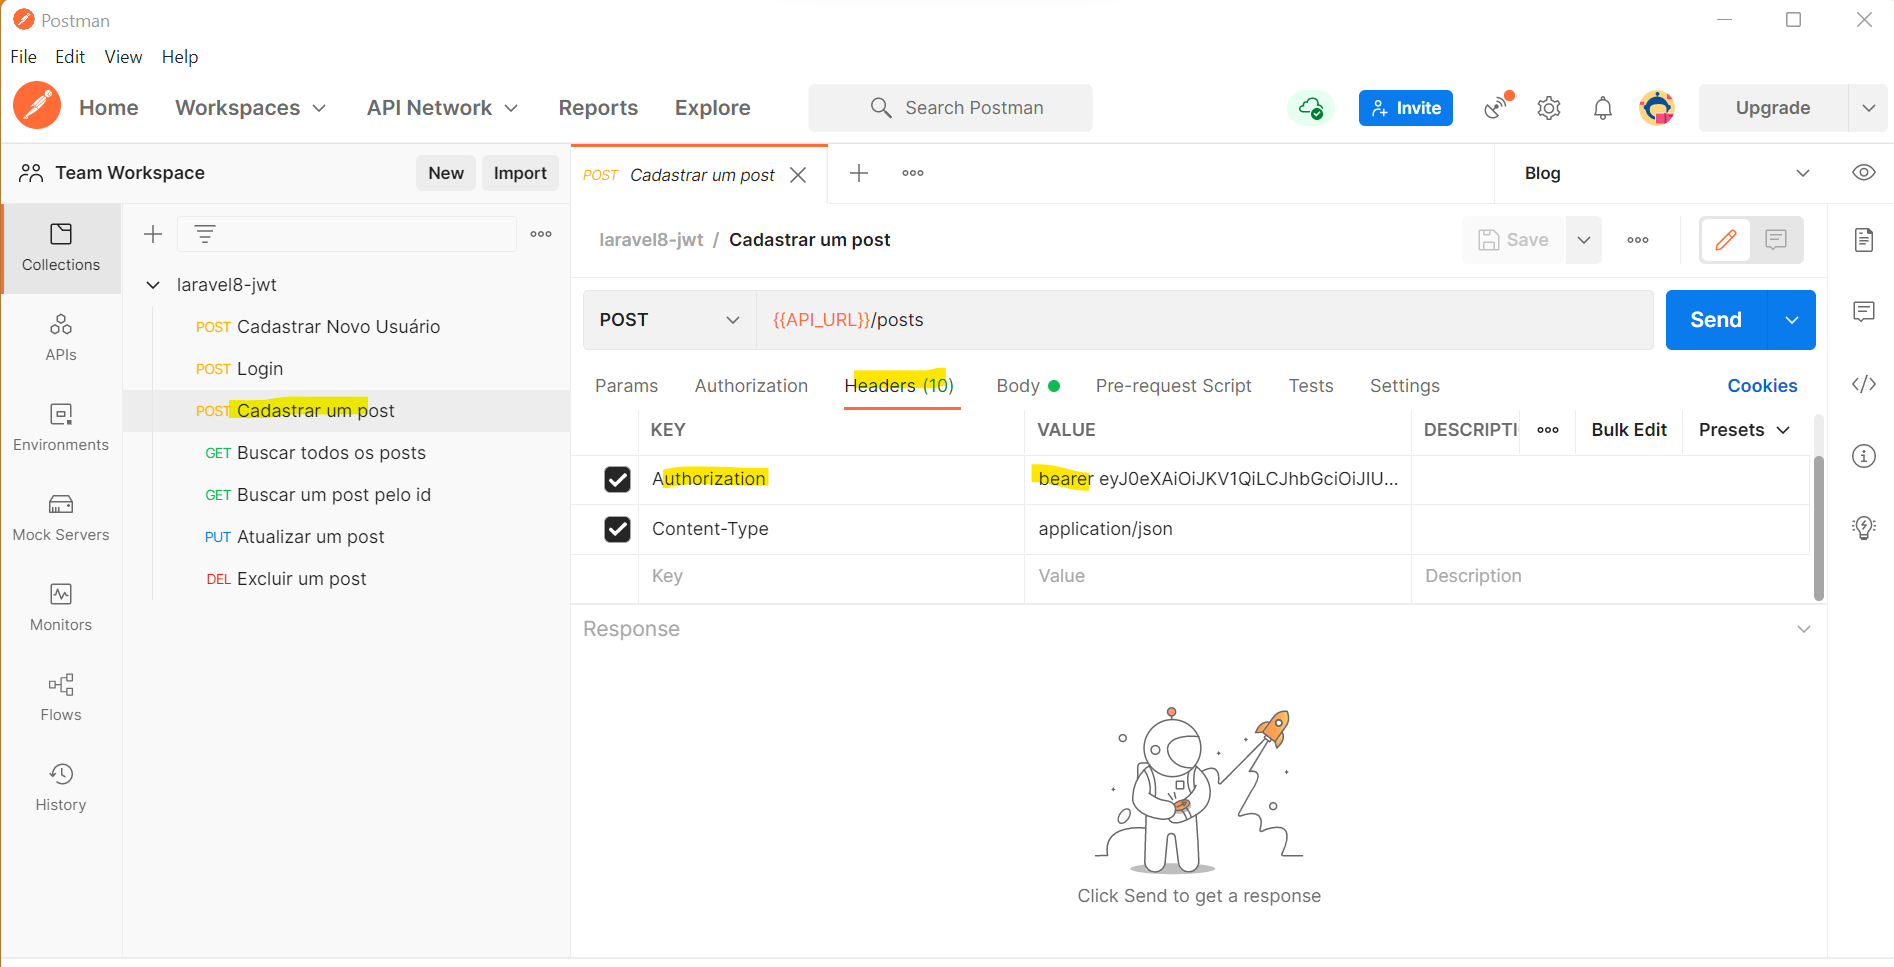 Postman
File Edit View Help
Home Workspaces API Network Reports Explore Search Postman Invite Upgrade
Team Workspace New Import
POST Cadastrar um post
Blog
Collections
APIs
Environments
Mock Servers
Monitors
Flows
History
laravel8-jwt
POST Cadastrar Novo Usuário
POST Login
POST Cadastrar um post
GET Buscar todos os posts
GET Buscar um post pelo id
PUT Atualizar um post
DEL Excluir um post
laravel8-jwt / Cadastrar um post Save
POST {{API_URL}}/posts Send
Params Authorization Headers (10) Body Pre-request Script Tests Settings Cookies
KEY VALUE DESCRIPTI Bulk Edit Presets
Authorization bearer eyJ0eXAiOiJKV1QiLCJhbGciOiJIU...
Content-Type application/json
Key Value Description
Response
Click Send to get a response